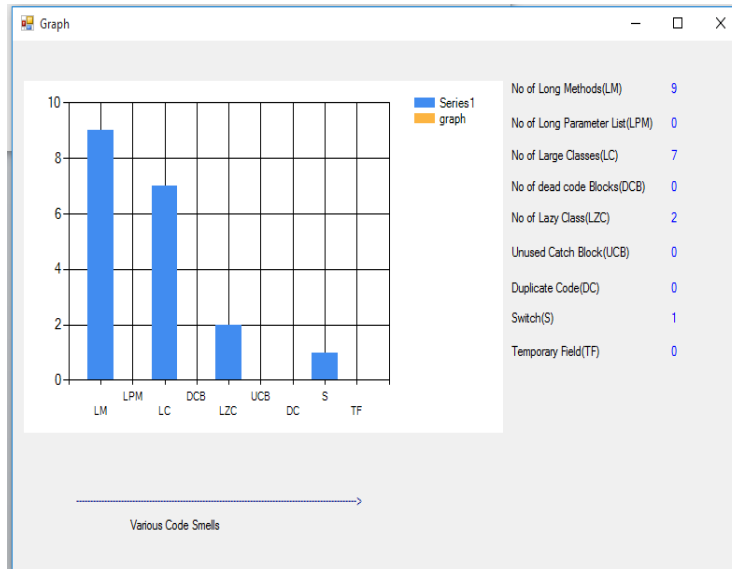 Graph
10
8
6
4
2
0
LPM DCB UCB S
LM LC LZC DC TF
Series1
graph
No of Long Methods(LM) 9
No of Long Parameter List(LPM) 0
No of Large Classes(LC) 7
No of dead code Blocks(DCB) 0
No of Lazy Class(LZC) 2
Unused Catch Block(UCB) 0
Duplicate Code(DC) 0
Switch(S) 1
Temporary Field(TF) 0
Various Code Smells